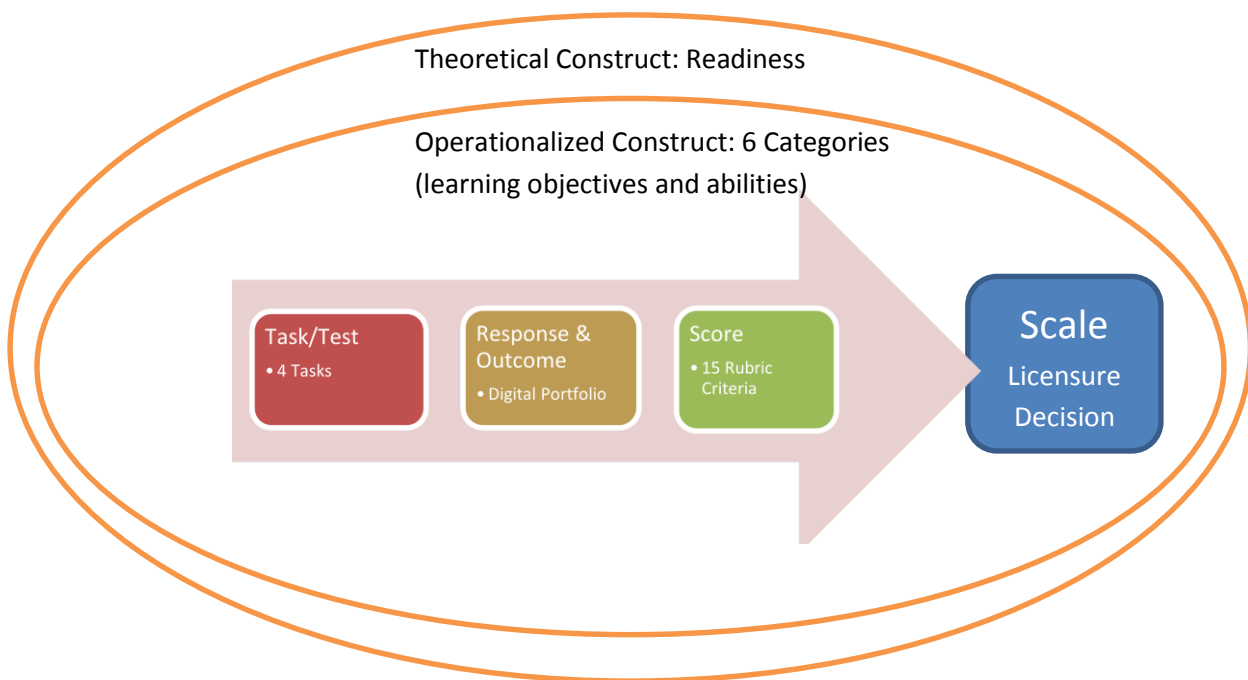 Theoretical Construct: Readiness
Operationalized Construct: 6 Categories
(learning objectives and abilities)
Task/Test
• 4 Tasks
Response &
Outcome
• Digital Portfolio
Score
• 15 Rubric
Criteria
Scale
Licensure
Decision